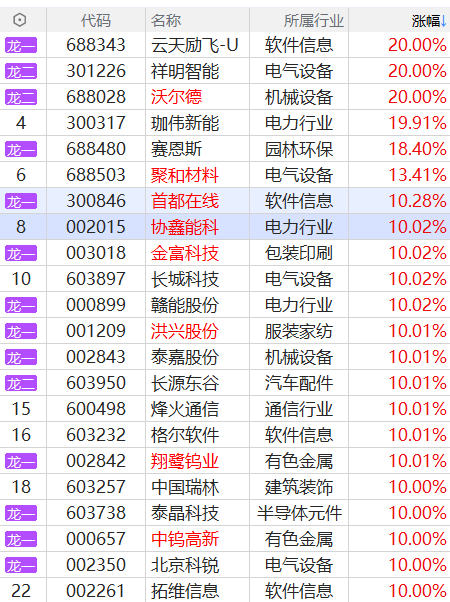 代码 名称 所属行业 涨幅↓
龙一 688343 云天励飞-U 软件信息 20.00%
龙二 301226 祥明智能 电气设备 20.00%
龙二 688028 沃尔德 机械设备 20.00%
4 300317 珈伟新能 电力行业 19.91%
龙一 688480 赛恩斯 园林环保 18.40%
6 688503 聚和材料 电气设备 13.41%
龙一 300846 首都在线 软件信息 10.28%
8 002015 协鑫能科 电力行业 10.02%
龙一 003018 金富科技 包装印刷 10.02%
10 603897 长城科技 电气设备 10.02%
龙一 000899 赣能股份 电力行业 10.02%
龙一 001209 洪兴股份 服装家纺 10.01%
龙一 002843 泰嘉股份 机械设备 10.01%
龙二 603950 长源东谷 汽车配件 10.01%
15 600498 烽火通信 通信行业 10.01%
16 603232 格尔软件 软件信息 10.01%
龙一 002842 翔鹭钨业 有色金属 10.01%
18 603257 中国瑞林 建筑装饰 10.00%
龙一 603738 泰晶科技 半导体元件 10.00%
龙一 000657 中钨高新 有色金属 10.00%
龙一 002350 北京科锐 电气设备 10.00%
22 002261 拓维信息 软件信息 10.00%